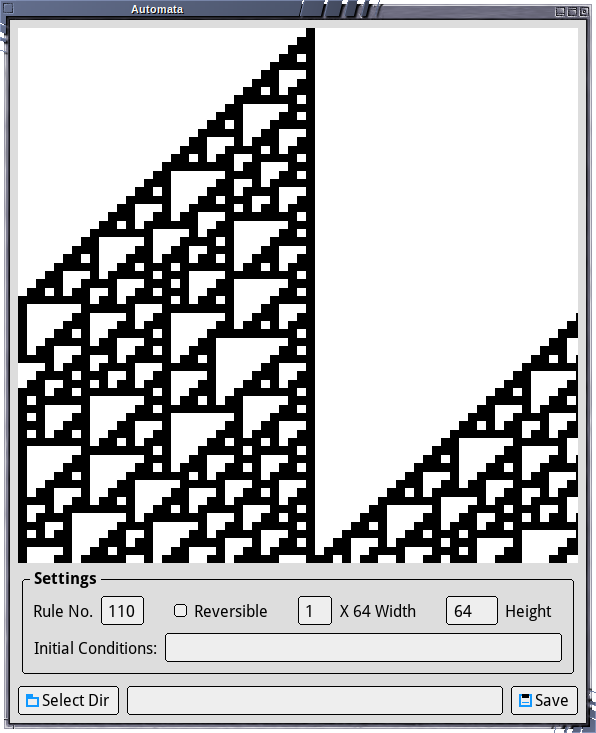 Automata
Settings
Rule No. 110 Reversible 1 X 64 Width 64 Height
Initial Conditions:
Select Dir Save